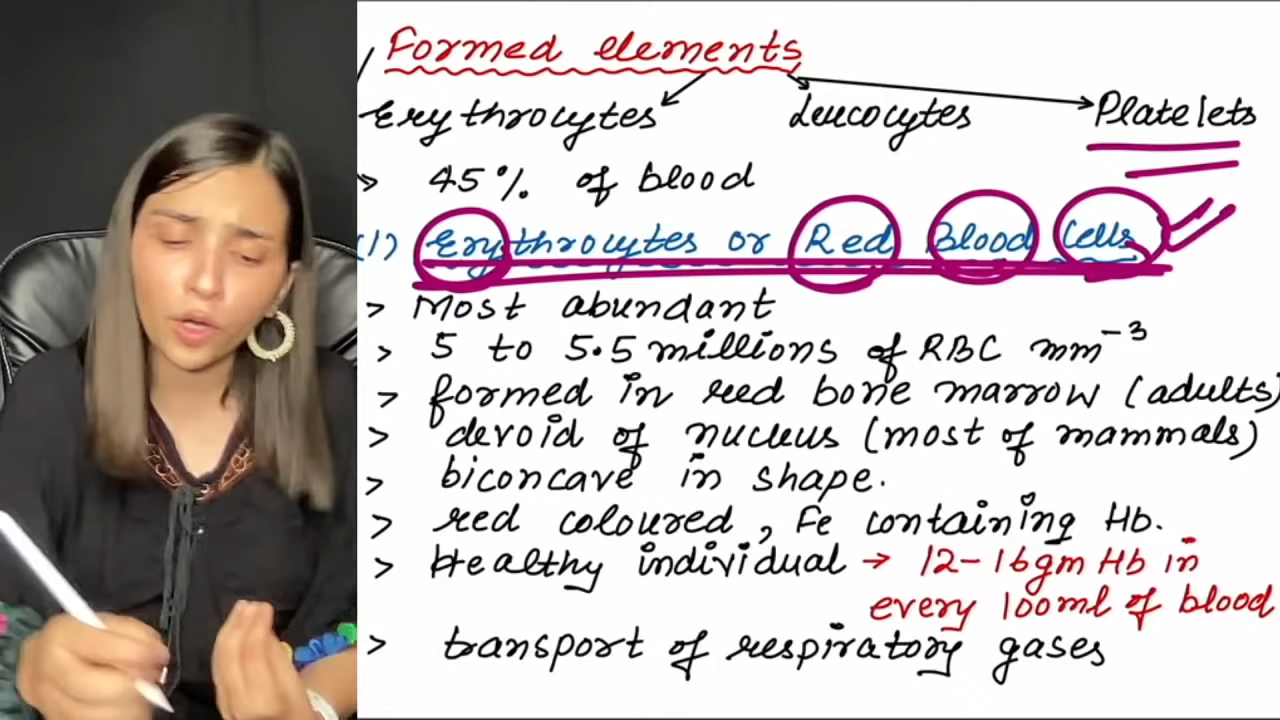 Formed elements
Erythrocytes Leucocytes Platelets
> 45% of blood
(1) Erythrocytes or Red Blood Cells
> Most abundant
> 5 to 5.5 millions of RBC mm⁻³
> formed in red bone marrow (adults)
> devoid of nucleus (most of mammals)
> biconcave in shape.
> red coloured, Fe containing Hb.
> Healthy individual → 12-16gm Hb in
every 100ml of blood
> transport of respiratory gases